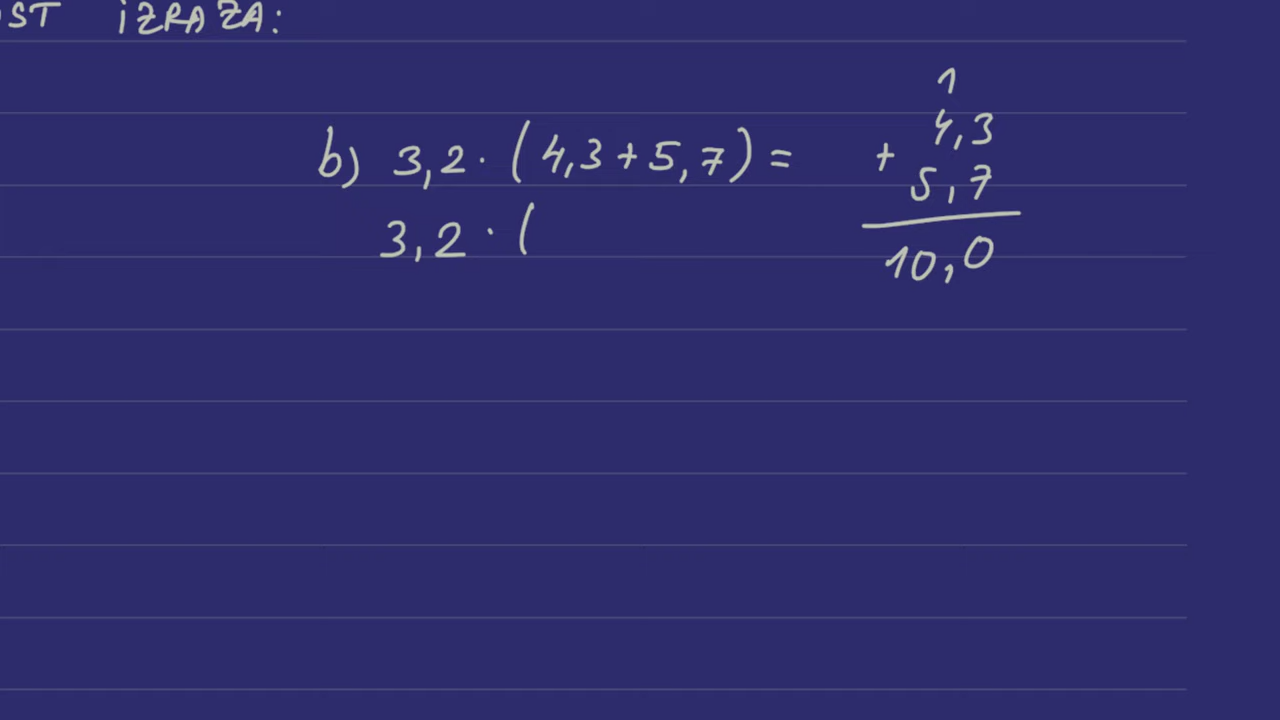 IZRAZA:
b) 3,2 · (4,3 + 5,7) =
3,2 · (
1
4,3
+
5,7
10,0